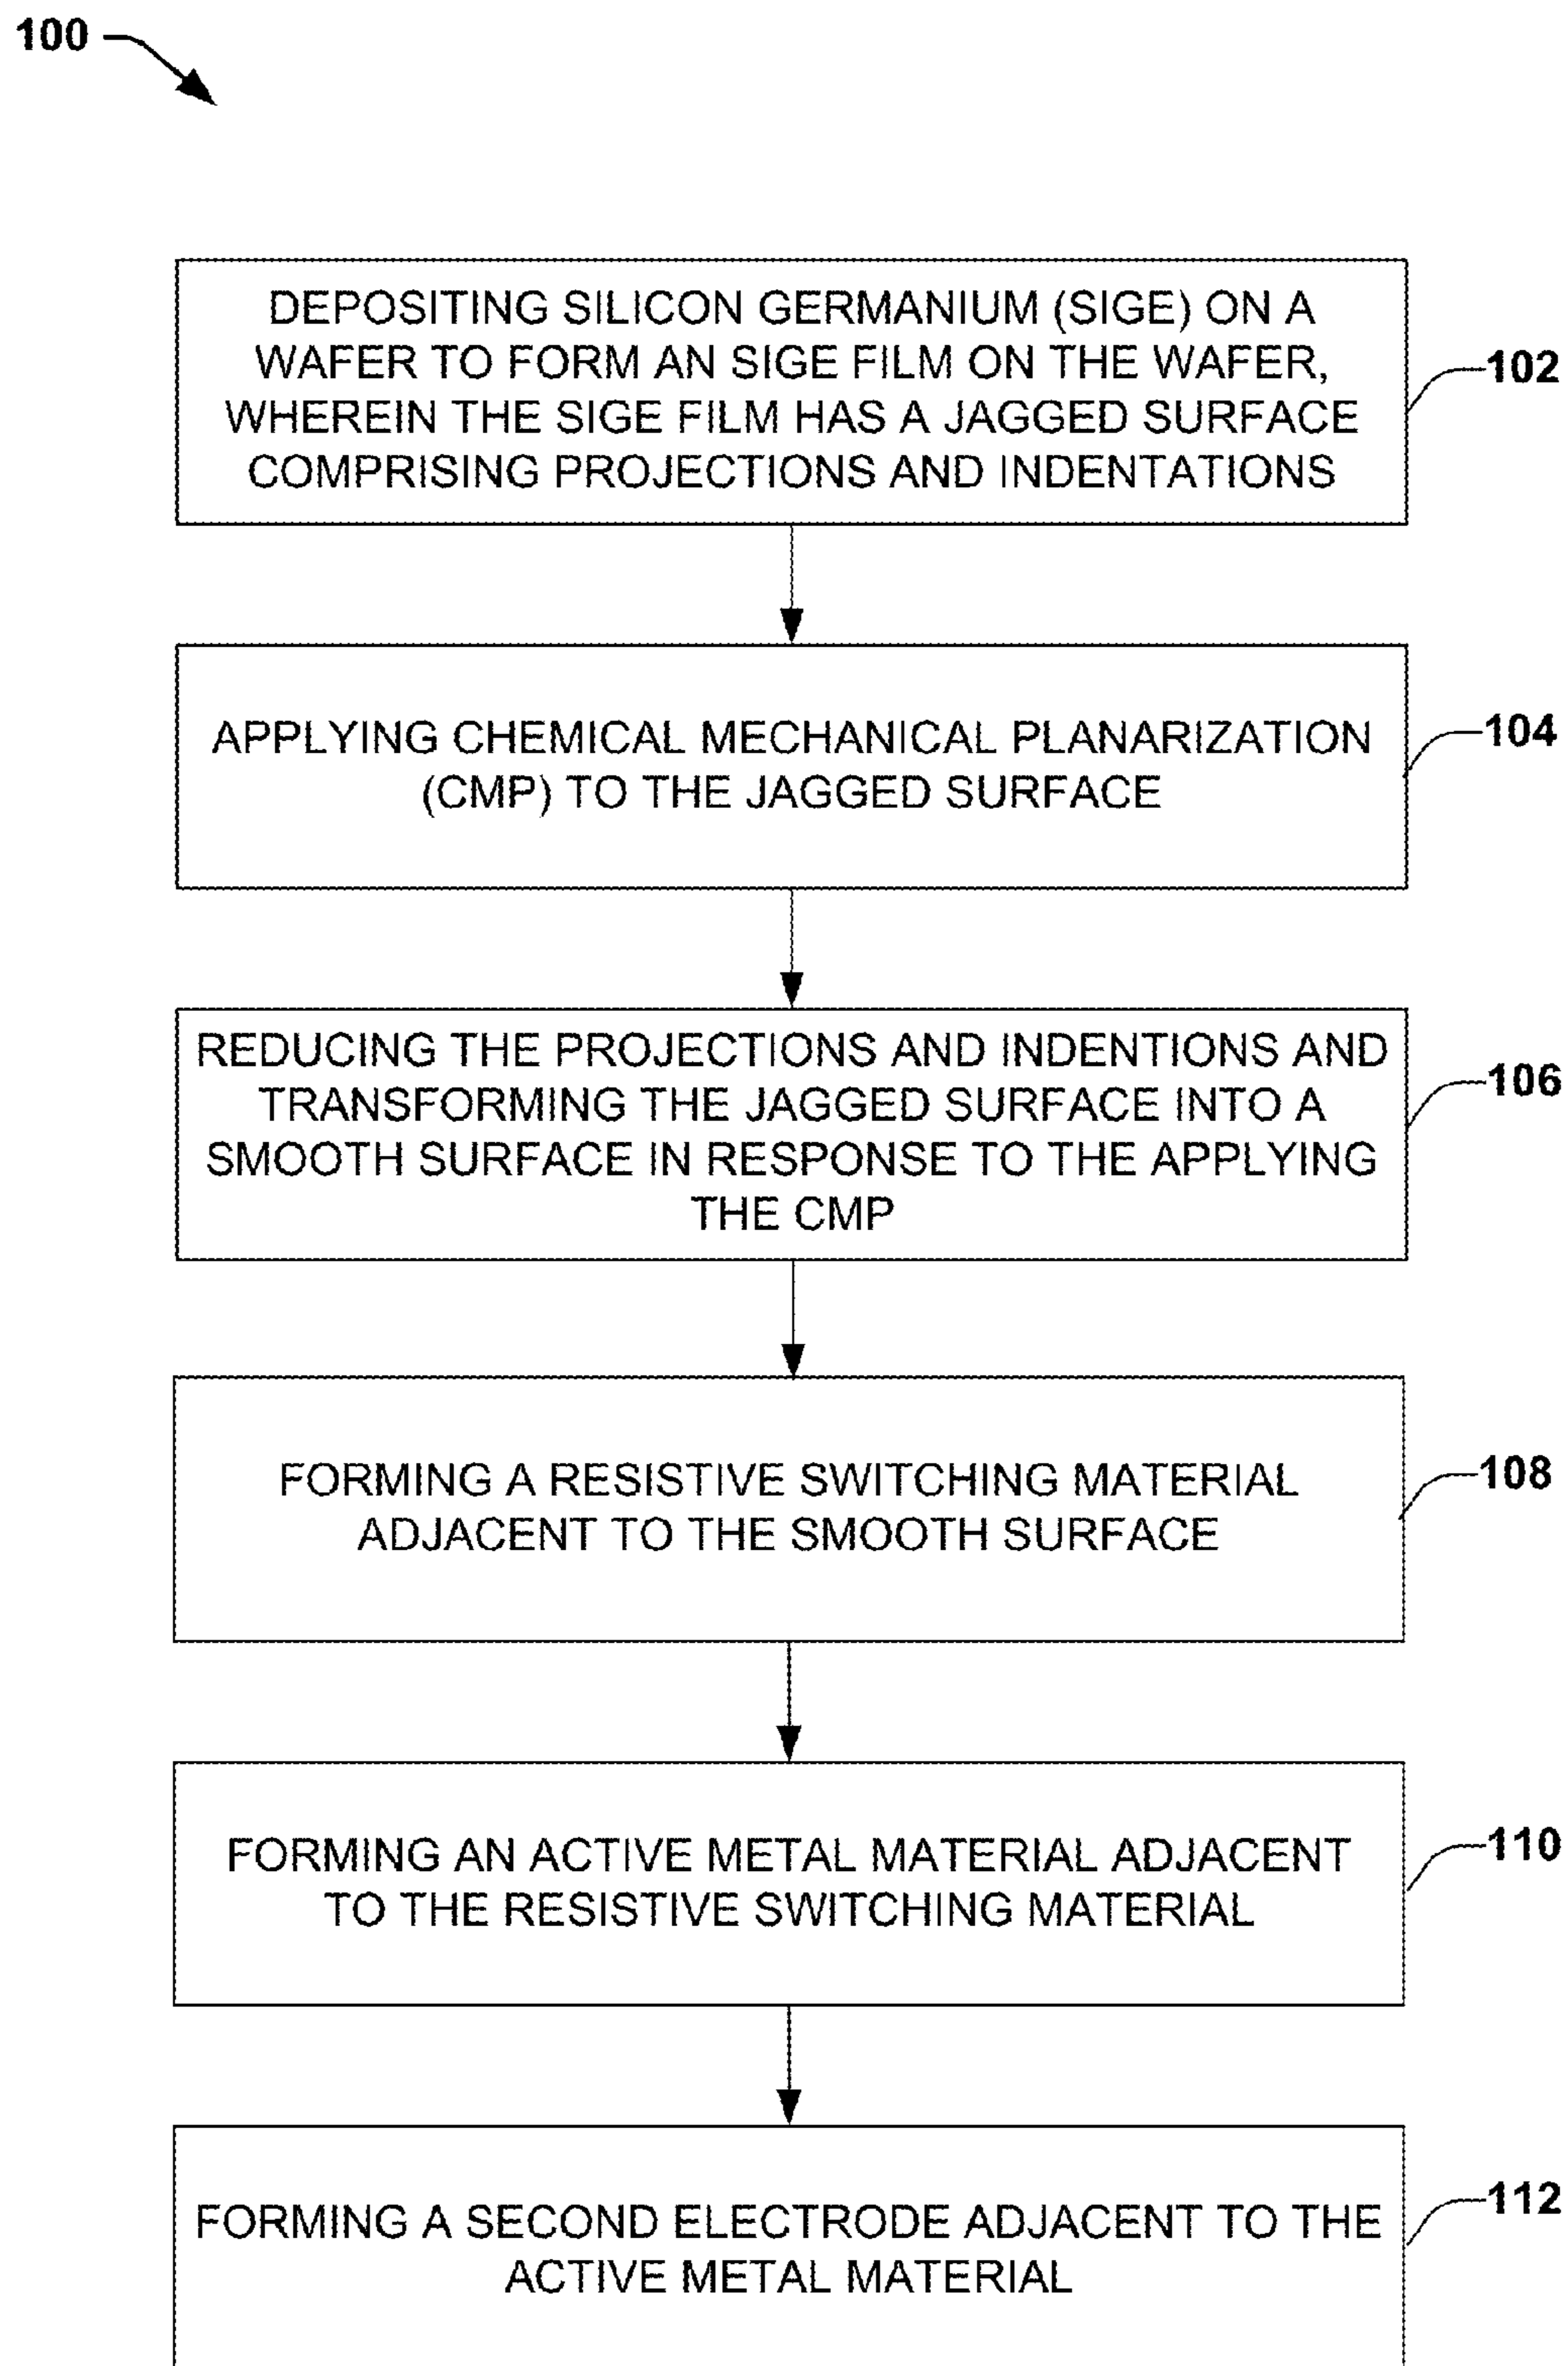 100
DEPOSITING SILICON GERMANIUM (SIGE) ON A
WAFER TO FORM AN SIGE FILM ON THE WAFER,
WHEREIN THE SIGE FILM HAS A JAGGED SURFACE
COMPRISING PROJECTIONS AND INDENTATIONS
102
APPLYING CHEMICAL MECHANICAL PLANARIZATION
(CMP) TO THE JAGGED SURFACE
104
REDUCING THE PROJECTIONS AND INDENTIONS AND
TRANSFORMING THE JAGGED SURFACE INTO A
SMOOTH SURFACE IN RESPONSE TO THE APPLYING
THE CMP
106
FORMING A RESISTIVE SWITCHING MATERIAL
ADJACENT TO THE SMOOTH SURFACE
108
FORMING AN ACTIVE METAL MATERIAL ADJACENT
TO THE RESISTIVE SWITCHING MATERIAL
110
FORMING A SECOND ELECTRODE ADJACENT TO THE
ACTIVE METAL MATERIAL
112